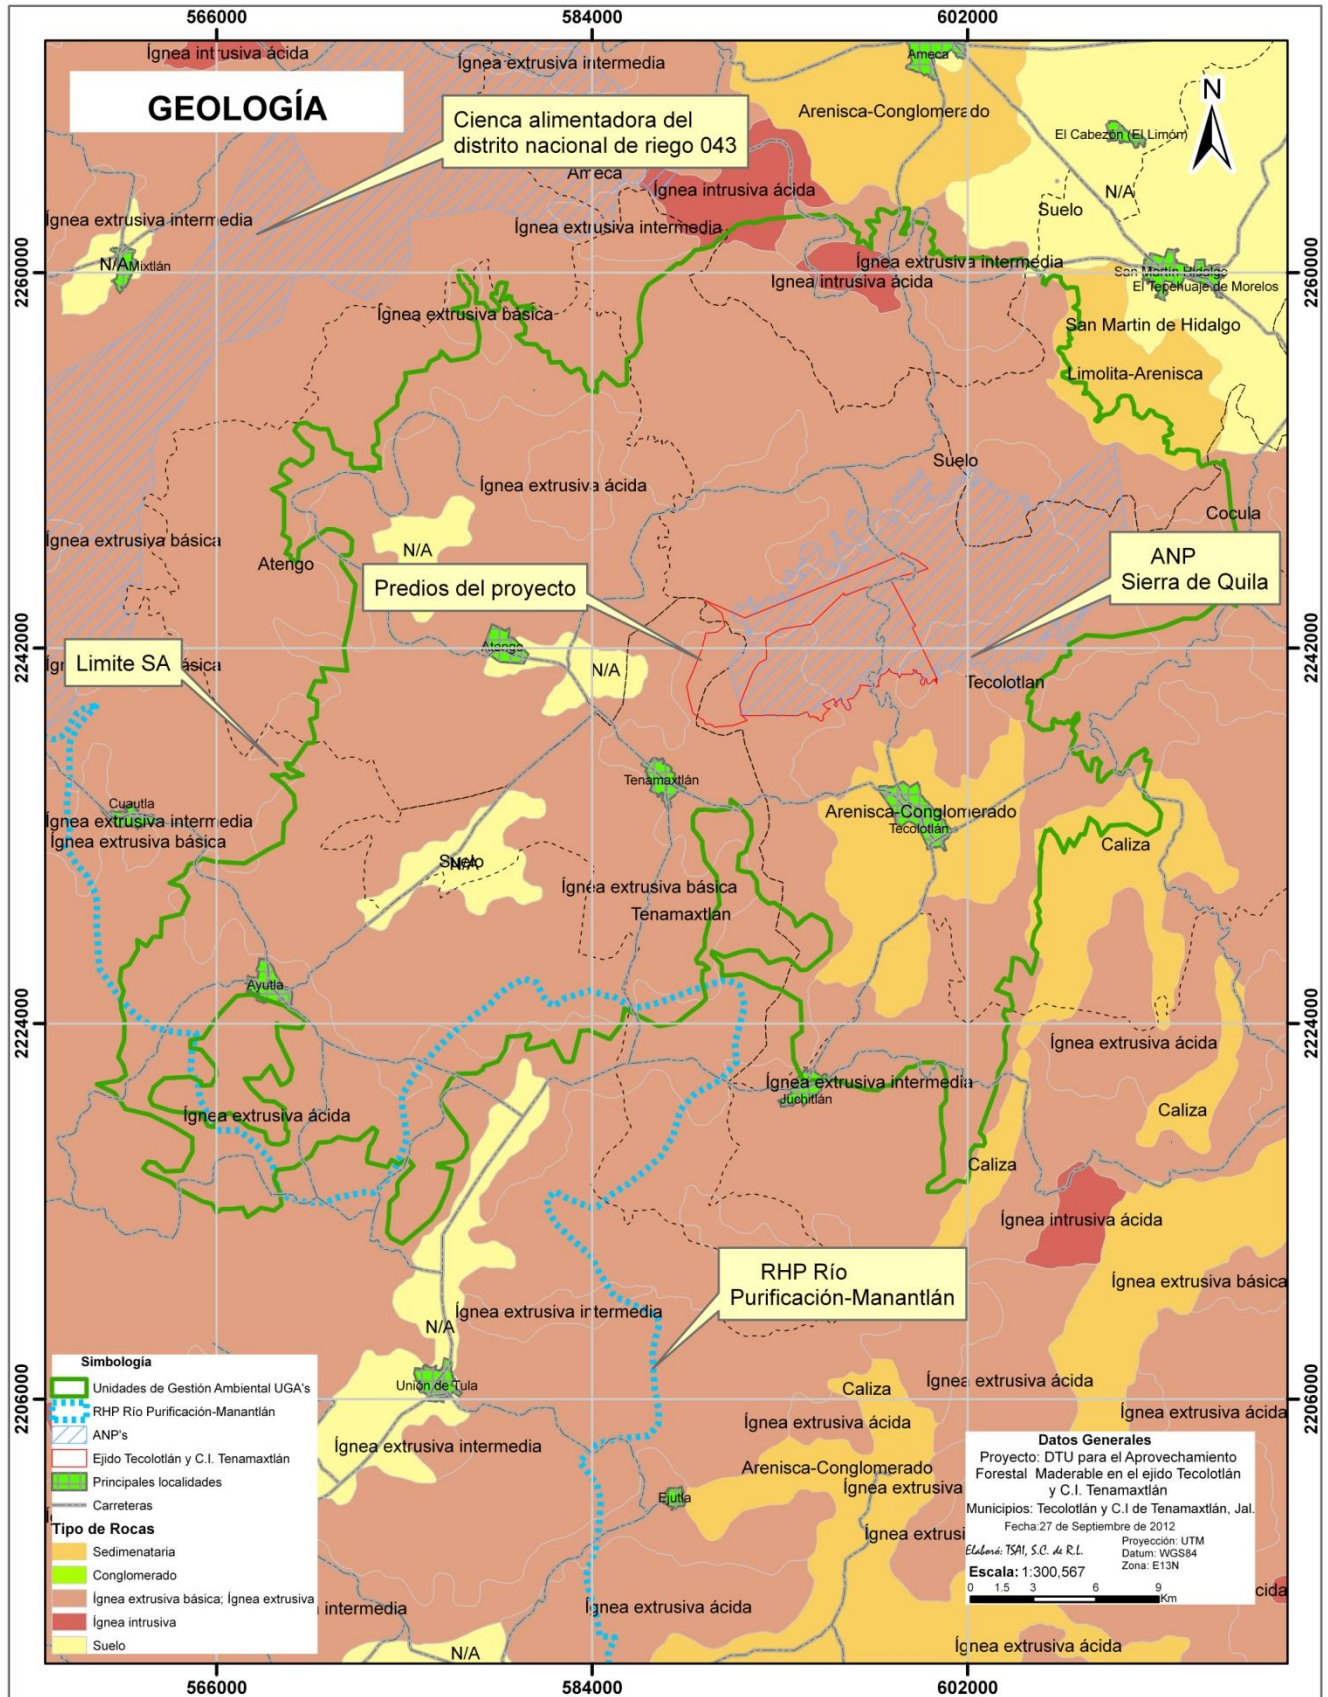 566000
584000
602000
Ígnea intrusiva ácida
Ígnea extrusiva intermedia
Ameca
GEOLOGÍA
Cienca alimentadora del
distrito nacional de riego 043
Arenisca-Conglomerado
El Cabezón (El Limón)
N
Ameca
Ígnea intrusiva ácida
N/A
Suelo
Ígnea extrusiva intermedia
Ígnea extrusiva intermedia
2260000
N/A
Mixtlán
Ígnea extrusiva intermedia
Ígnea intrusiva ácida
San Martín Hidalgo
El Tepehuaje de Morelos
2260000
Ígnea extrusiva básica
San Martin de Hidalgo
Limolita-Arenisca
Suelo
Ígnea extrusiva ácida
Cocula
Ígnea extrusiva básica
N/A
Atengo
Predios del proyecto
ANP
Sierra de Quila
2242000
Limite SA
Atengo
N/A
Tecolotlan
2242000
Tenamaxtlán
Cuautla
Ígnea extrusiva intermedia
Ígnea extrusiva básica
Arenisca-Conglomerado
Tecolotlán
Caliza
Suelo
N/A
Ígnea extrusiva básica
Tenamaxtlan
Ayutla
2224000
2224000
Ígnea extrusiva ácida
Ígnea extrusiva intermedia
Juchitlán
Ígnea extrusiva ácida
Caliza
Caliza
Ígnea intrusiva ácida
RHP Río
Purificación-Manantlán
Ígnea extrusiva básica
Ígnea extrusiva intermedia
N/A
Unión de Tula
Caliza
Ígnea extrusiva ácida
2206000
2206000
Ígnea extrusiva ácida
Ígnea extrusiva ácida
Ígnea extrusiva intermedia
Arenisca-Conglomerado
Ígnea extrusiva
Ejutla
Ígnea extrusi
Ígnea extrusiva ácida
intermedia
cida
N/A
Ígnea extrusiva ácida
Simbología
Unidades de Gestión Ambiental UGA's
RHP Río Purificación-Manantlán
ANP's
Ejido Tecolotlán y C.I. Tenamaxtlán
Principales localidades
Carreteras
Tipo de Rocas
Sedimenataria
Conglomerado
Ígnea extrusiva básica; Ígnea extrusiva
Ígnea intrusiva
Suelo
Datos Generales
Proyecto: DTU para el Aprovechamiento
Forestal Maderable en el ejido Tecolotlán
y C.I. Tenamaxtlán
Municipios: Tecolotlán y C.I de Tenamaxtlán, Jal.
Fecha:27 de Septiembre de 2012
Elaboró: TSAI, S.C. de R.L.
Proyección: UTM
Datum: WGS84
Zona: E13N
Escala: 1:300,567
0 1.5 3 6 9
Km
566000
584000
602000